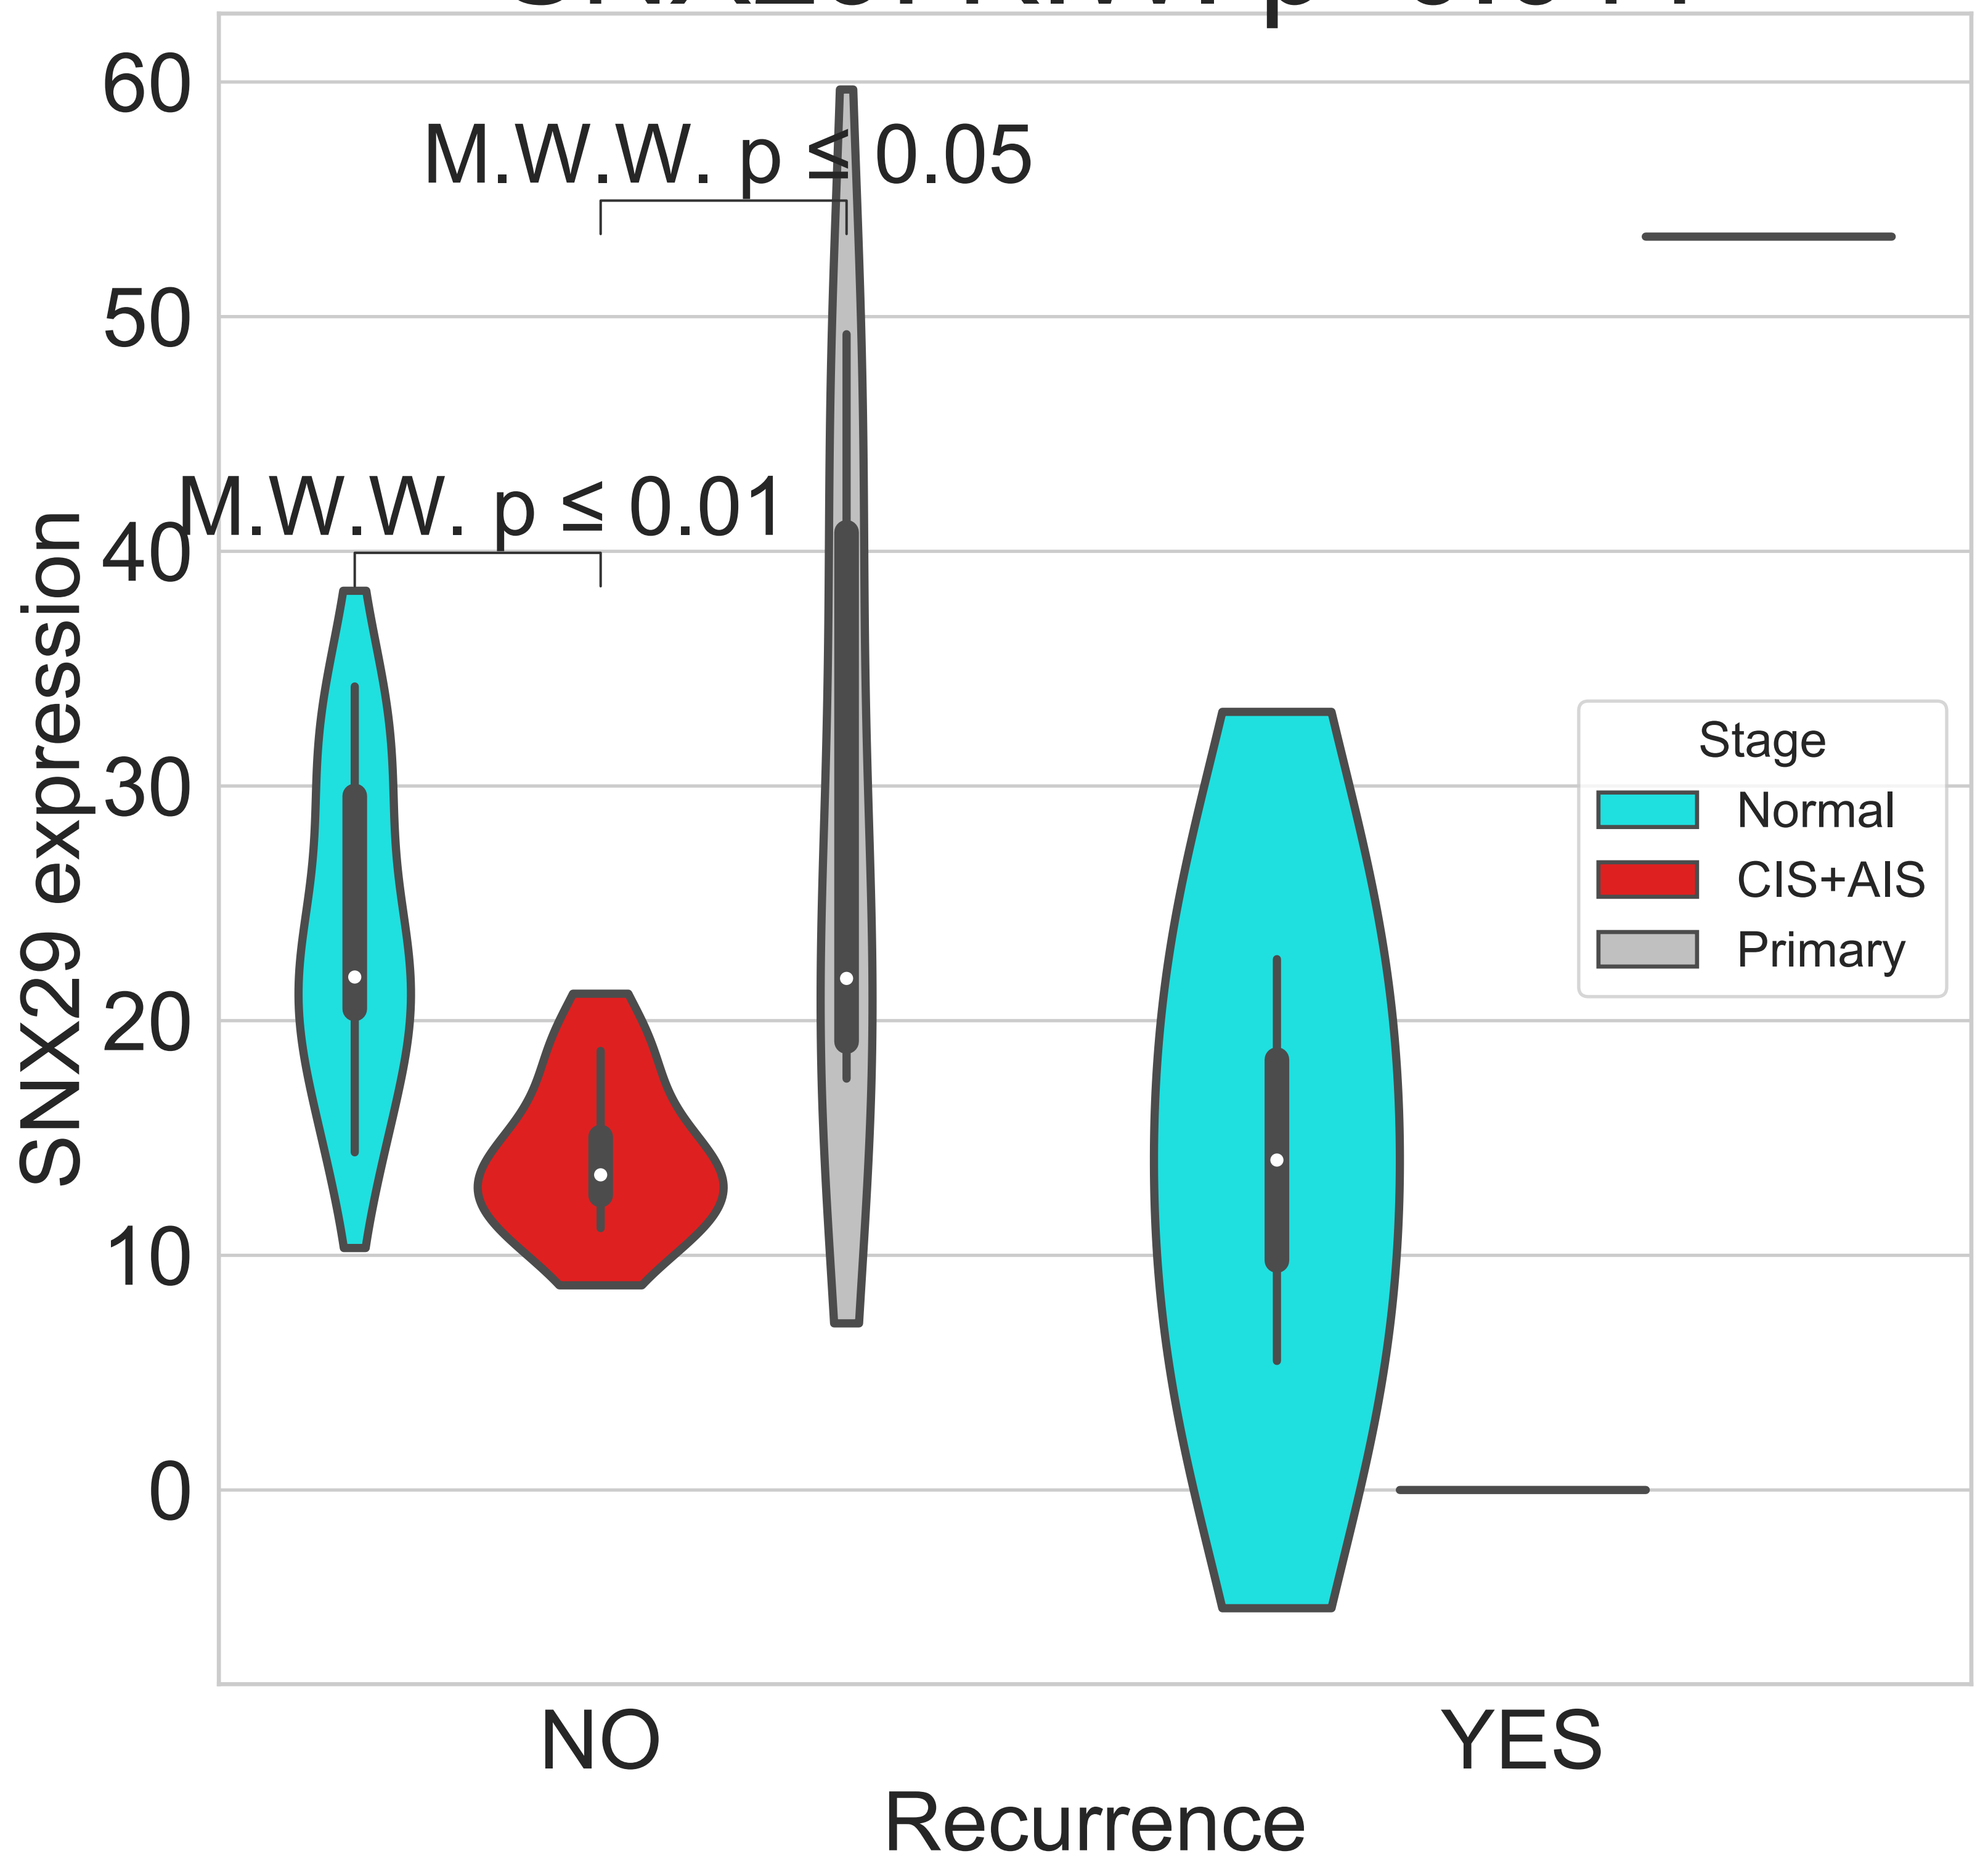 60
M.W.W. p ≤ 0.05
50
M.W.W. p ≤ 0.01
40
30
20
10
0
SNX29 expression
Stage
Normal
CIS+AIS
Primary
NO
YES
Recurrence